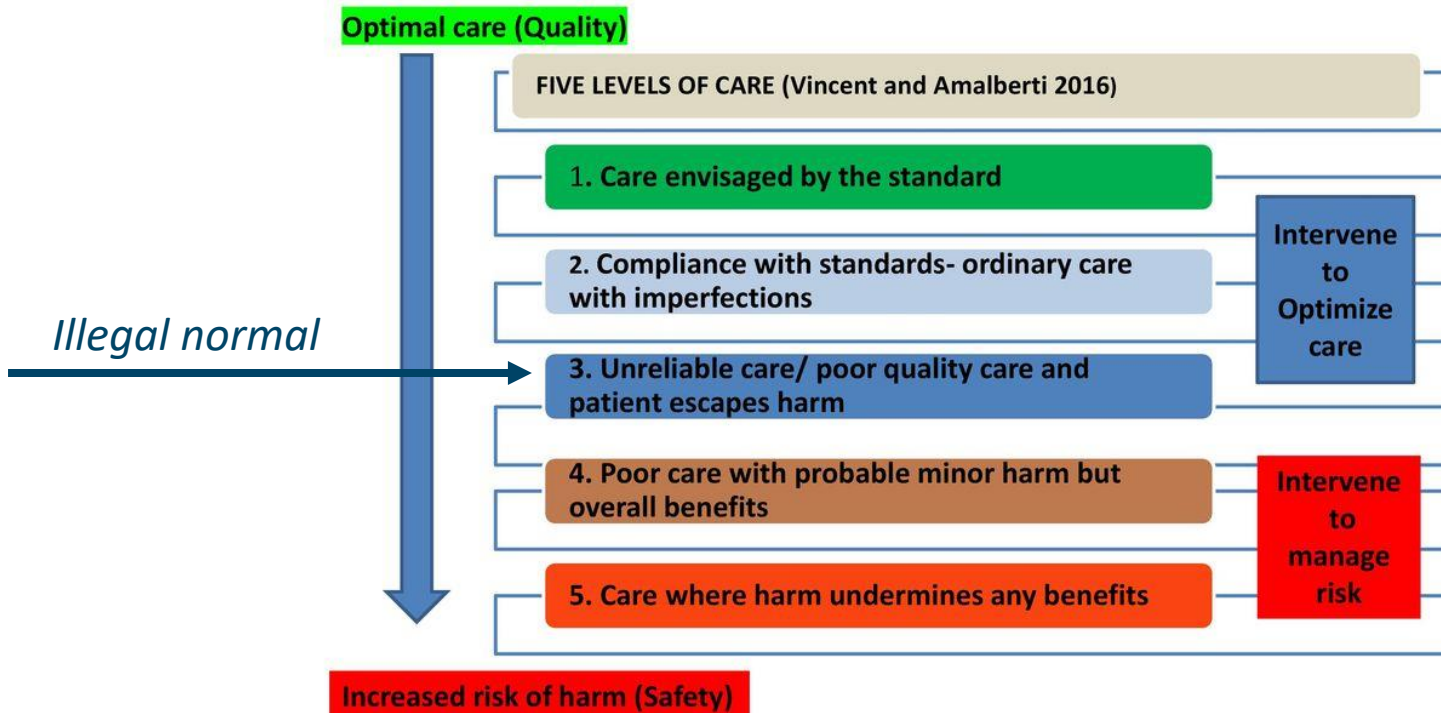 Optimal care (Quality)
FIVE LEVELS OF CARE (Vincent and Amalberti 2016)
1. Care envisaged by the standard
2. Compliance with standards- ordinary care
with imperfections
Intervene
to
Optimize
care
Illegal normal
3. Unreliable care/ poor quality care and
patient escapes harm
4. Poor care with probable minor harm but
overall benefits
Intervene
to
manage
risk
5. Care where harm undermines any benefits
Increased risk of harm (Safety)